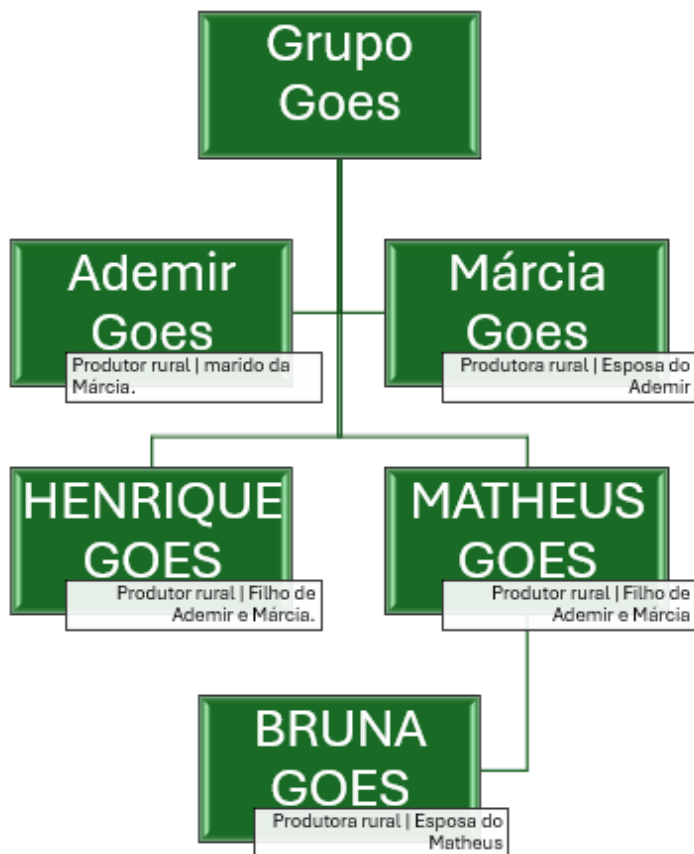 Grupo
Goes
Ademir
Goes
Produtor rural | marido da
Márcia.
Márcia
Goes
Produtora rural | Esposa do
Ademir
HENRIQUE
GOES
Produtor rural | Filho de
Ademir e Márcia.
MATHEUS
GOES
Produtor rural | Filho de
Ademir e Márcia
BRUNA
GOES
Produtora rural | Esposa do
Matheus